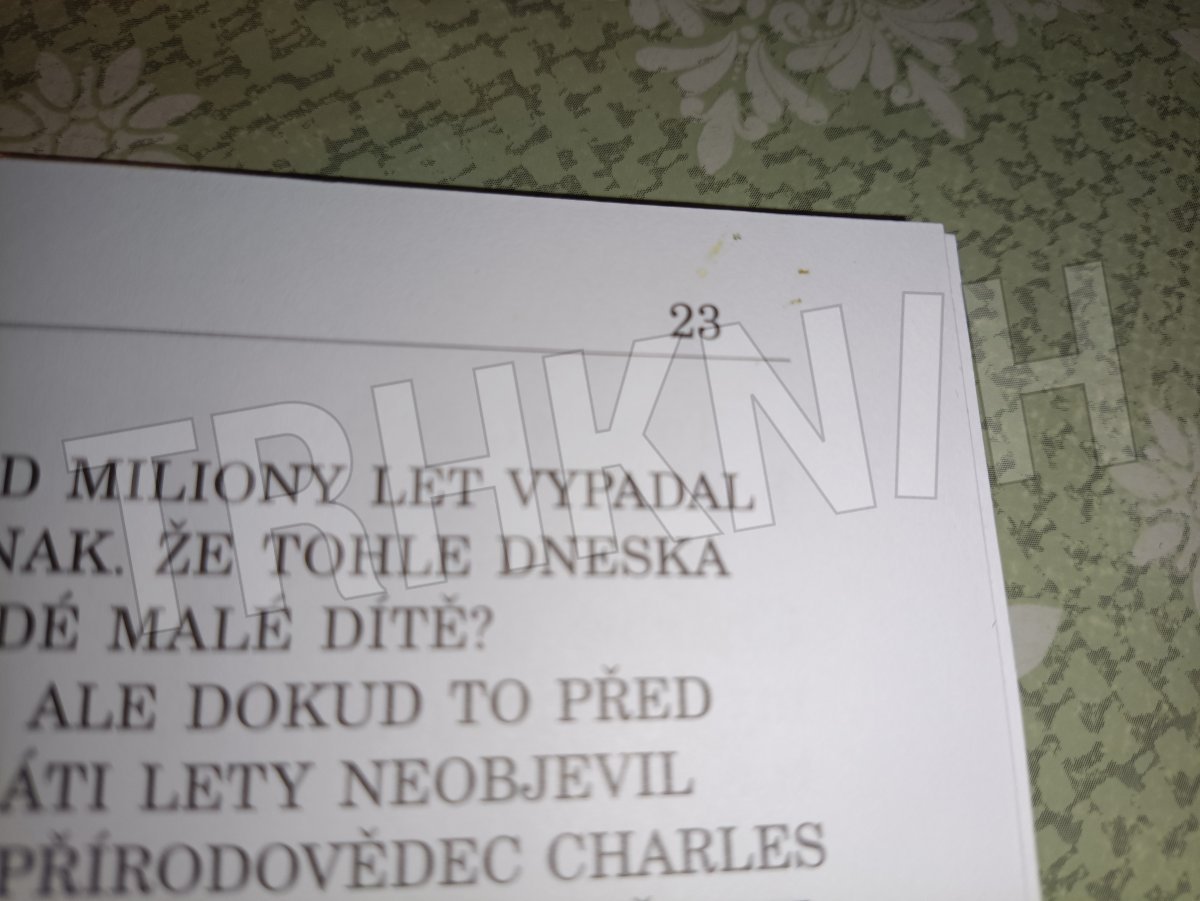 23
D MILIONY LET VYPADAL
NAK. ŽE TOHLE DNESKA
DÉ MALÉ DÍTĚ?
ALE DOKUD TO PŘED
ÁTI LETY NEOBJEVIL
PŘÍRODOVĚDEC CHARLES
TRHKNIH